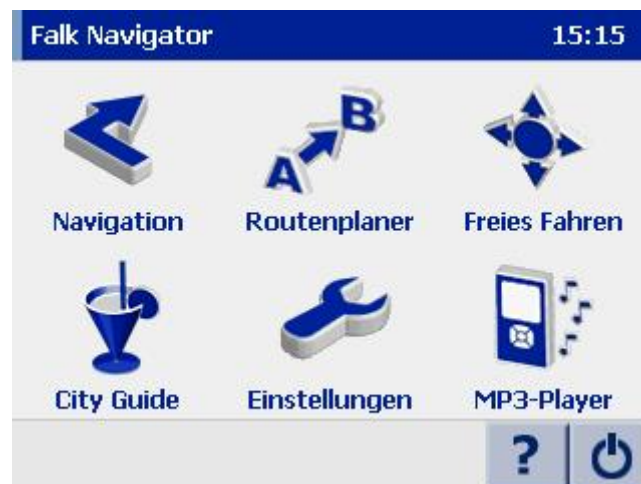 Falk Navigator 15:15
A B
Navigation Routenplaner Freies Fahren
City Guide Einstellungen MP3-Player
?